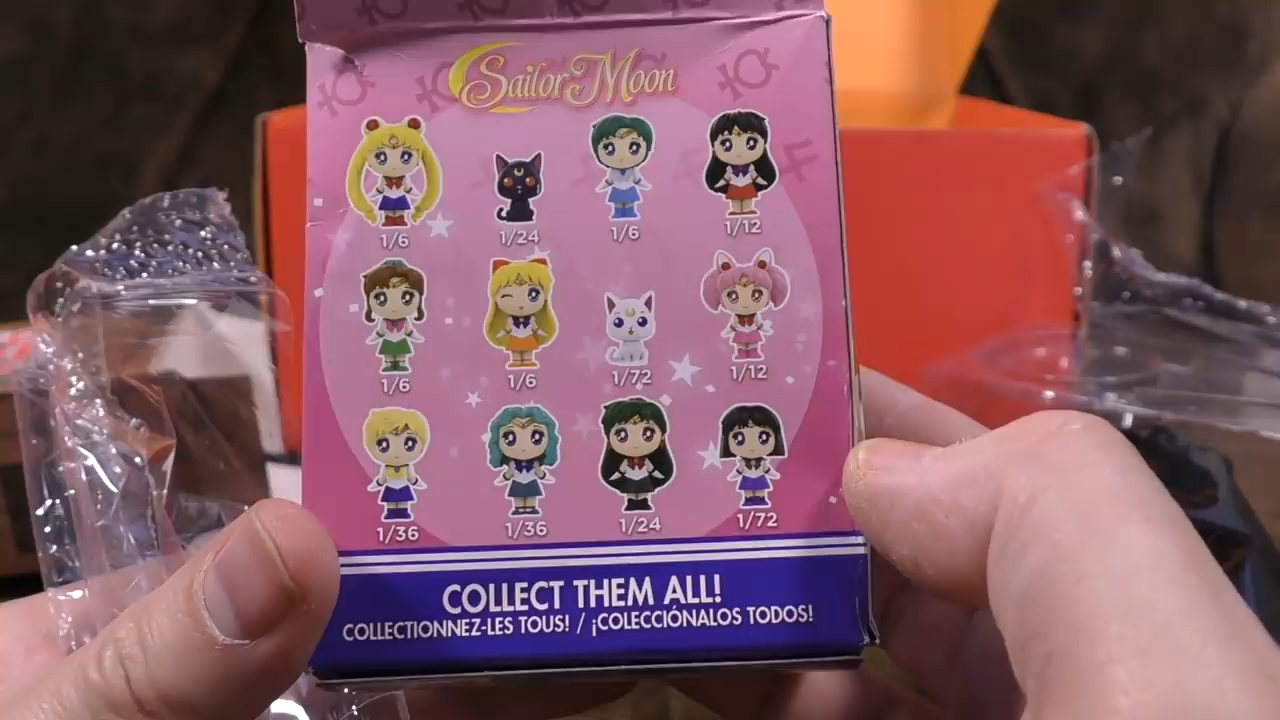 Sailor Moon
1/6 1/24 1/6 1/12
1/6 1/6 1/72 1/12
1/36 1/36 1/24 1/72
COLLECT THEM ALL!
COLLECTIONNEZ-LES TOUS! / ¡COLECCIÓNALOS TODOS!